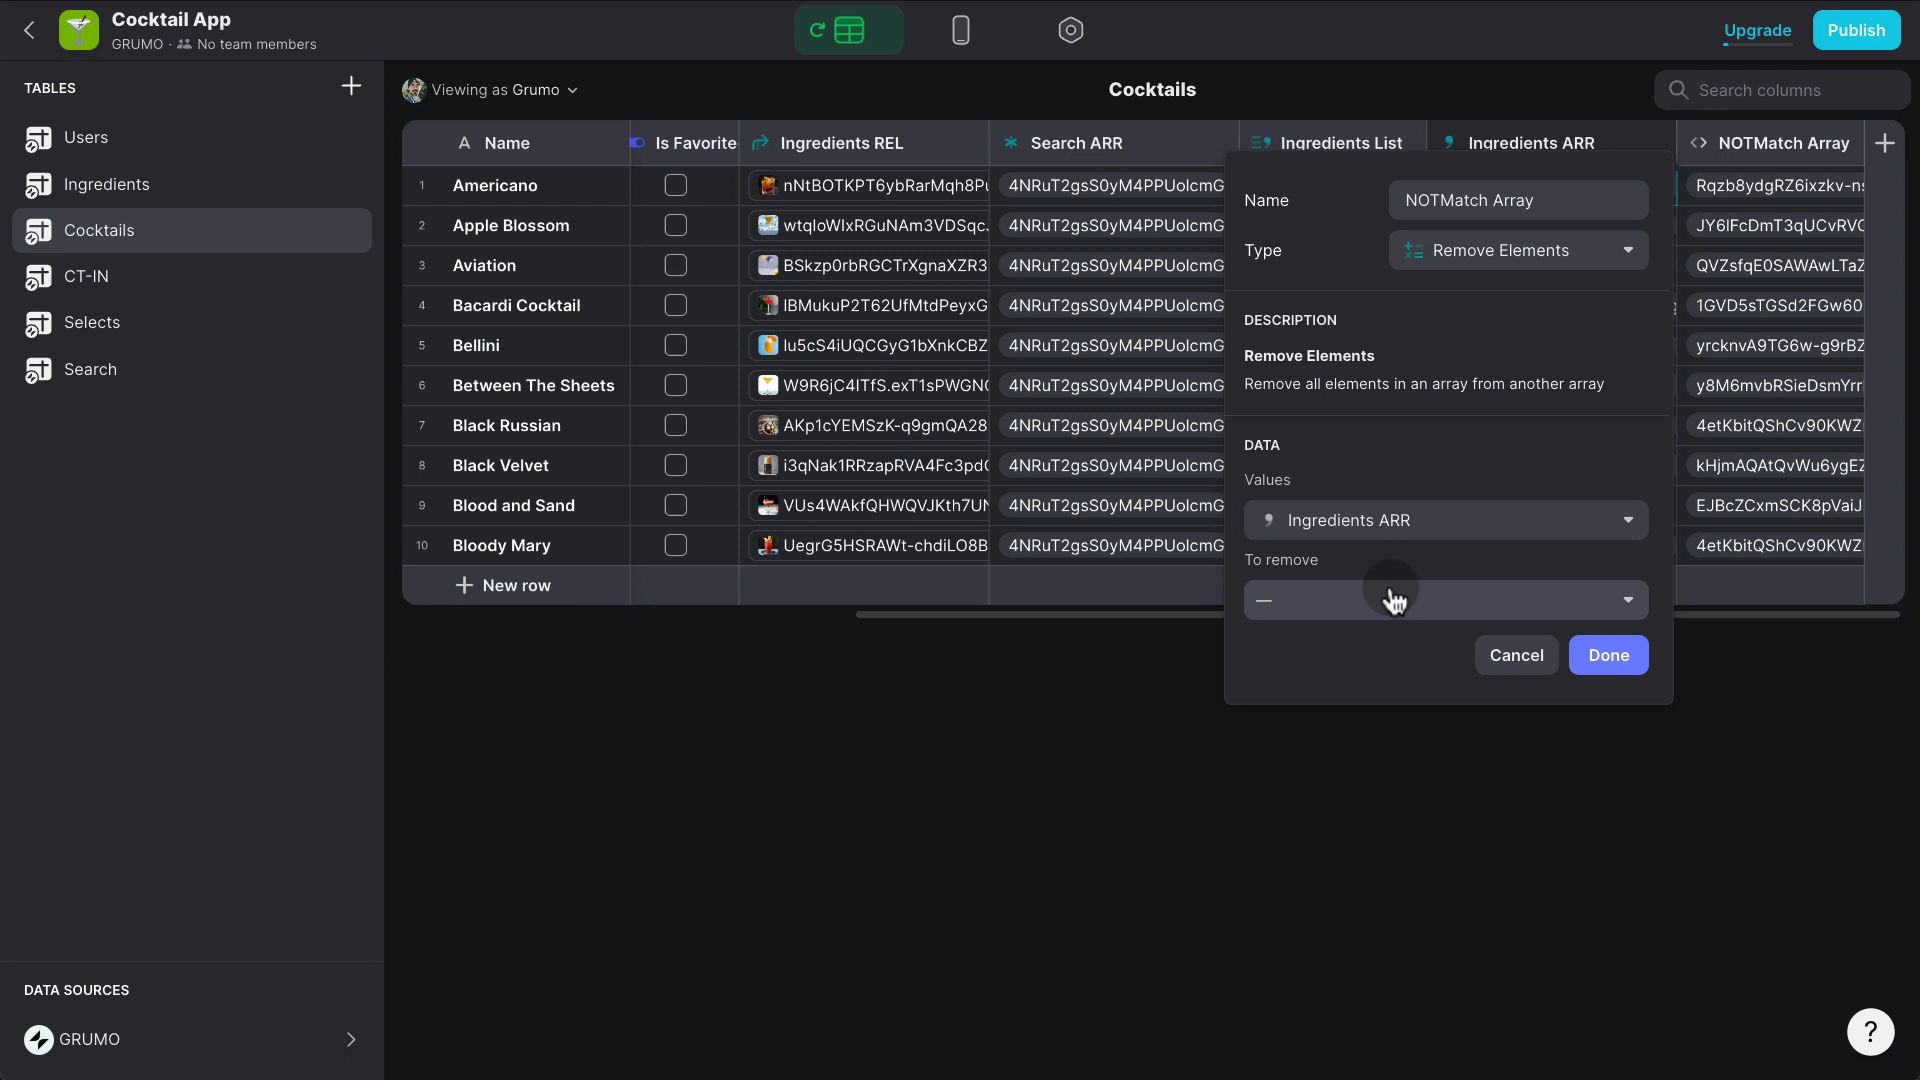 Cocktail App
GRUMO · No team members
Upgrade
Publish
TABLES
Users
Ingredients
Cocktails
CT-IN
Selects
Search
DATA SOURCES
GRUMO
Viewing as Grumo
Cocktails
Search columns
Name
Is Favorite
Ingredients REL
Search ARR
Ingredients List
Ingredients ARR
NOTMatch Array
1 Americano nNtBOTKPT6ybRarMqh8Pu 4NRuT2gsS0yM4PPUolcmG Rqzb8ydgRZ6ixzkv-ns
2 Apple Blossom wtqloWIxRGuNAm3VDSqc. 4NRuT2gsS0yM4PPUolcmG JY6lFcDmT3qUCvRVC
3 Aviation BSkzp0rbRGCTrXgnaXZR3 4NRuT2gsS0yM4PPUolcmG QVZsfqE0SAWAwLTaZ
4 Bacardi Cocktail IBMukuP2T62UfMtdPeyxG 4NRuT2gsS0yM4PPUolcmG 1GVD5sTGSd2FGw60
5 Bellini lu5cS4iUQCGyG1bXnkCBZ 4NRuT2gsS0yM4PPUolcmG yrcknvA9TG6w-g9rBZ
6 Between The Sheets W9R6jC4ITfS.exT1sPWGN 4NRuT2gsS0yM4PPUolcmG y8M6mvbRSieDsmYrr
7 Black Russian AKp1cYEMSzK-q9gmQA28 4NRuT2gsS0yM4PPUolcmG 4etKbitQShCv90KWZ
8 Black Velvet i3qNak1RRzapRVA4Fc3pd 4NRuT2gsS0yM4PPUolcmG kHjmAQAtQvWu6ygEZ
9 Blood and Sand VUs4WAkfQHWQVJKth7UN 4NRuT2gsS0yM4PPUolcmG EJBcZCxmSCK8pVaiJ
10 Bloody Mary UegrG5HSRAWt-chdiLO8B 4NRuT2gsS0yM4PPUolcmG 4etKbitQShCv90KWZ
New row
Name
NOTMatch Array
Type
Remove Elements
DESCRIPTION
Remove Elements
Remove all elements in an array from another array
DATA
Values
Ingredients ARR
To remove
—
Cancel
Done
?